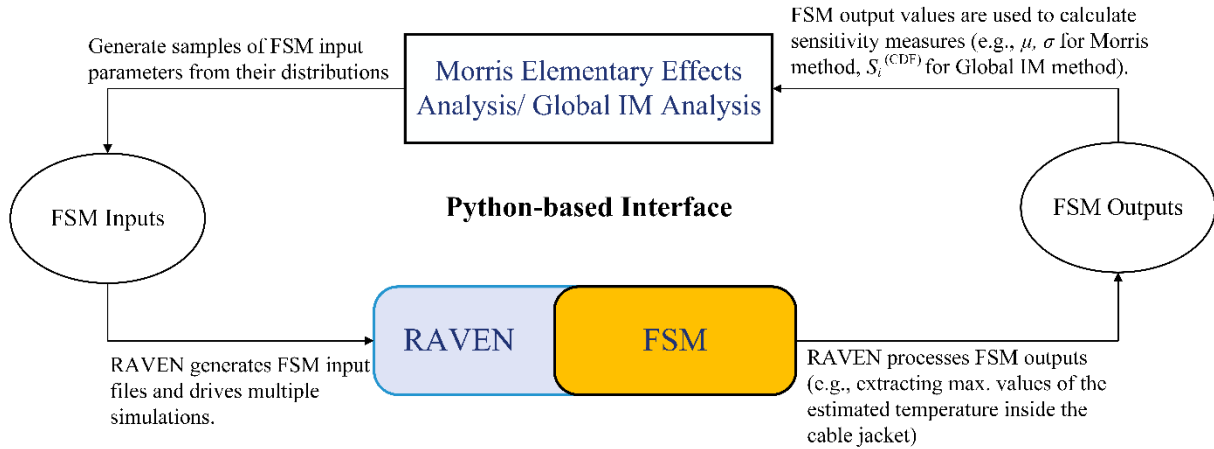 Generate samples of FSM input
parameters from their distributions
Morris Elementary Effects
Analysis/ Global IM Analysis
FSM output values are used to calculate
sensitivity measures (e.g., μ, σ for Morris
method, Sᵢ⁽ᶜᴰᶠ⁾ for Global IM method).
FSM Inputs
Python-based Interface
FSM Outputs
RAVEN generates FSM input
files and drives multiple
simulations.
RAVEN
FSM
RAVEN processes FSM outputs
(e.g., extracting max. values of the
estimated temperature inside the
cable jacket)